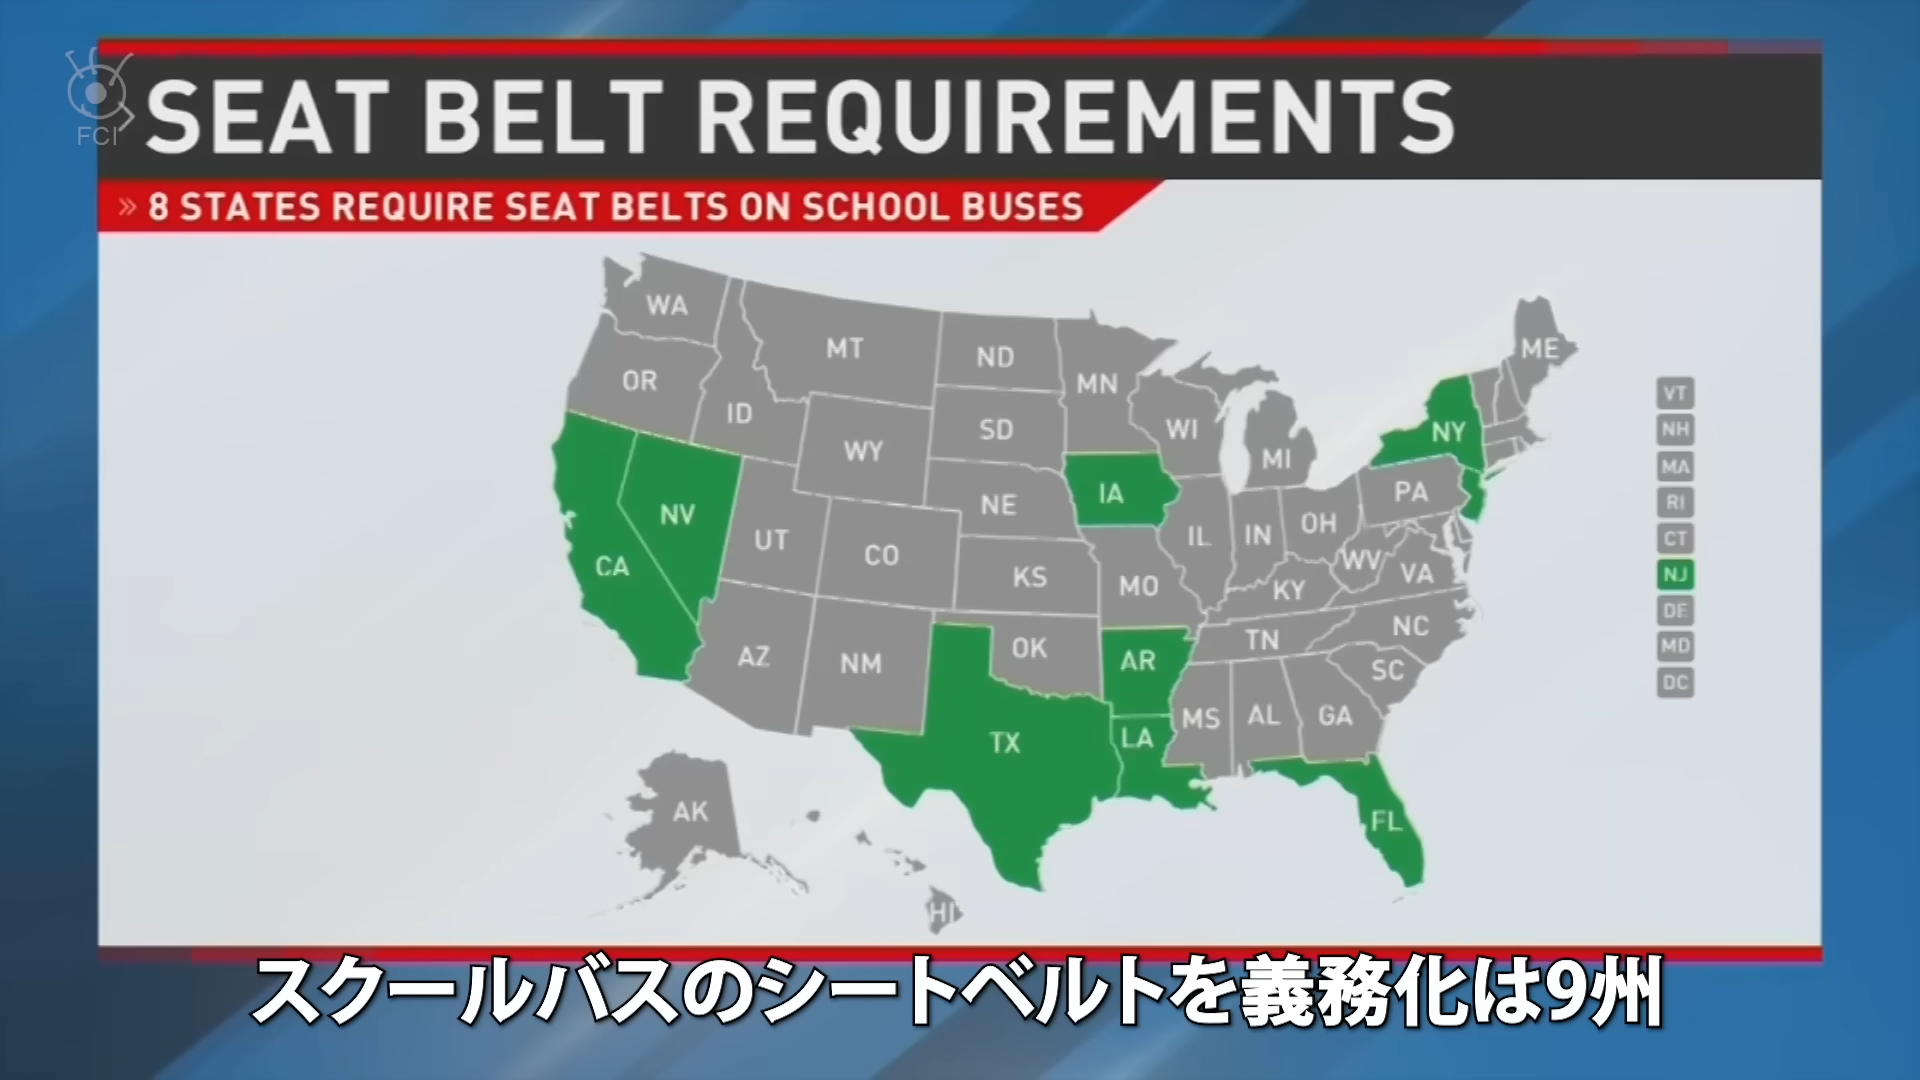 FCI
SEAT BELT REQUIREMENTS
» 8 STATES REQUIRE SEAT BELTS ON SCHOOL BUSES
WA
MT
ND
MN
ME
OR
ID
SD
WI
MI
NY
VT
NH
WY
MA
NV
NE
IA
PA
RI
UT
CO
IL
IN
OH
CT
CA
KS
MO
WV
VA
NJ
KY
DE
AZ
NM
OK
AR
TN
NC
MD
SC
DC
TX
LA
MS
AL
GA
AK
FL
HI
スクールバスのシートベルトを義務化は9州